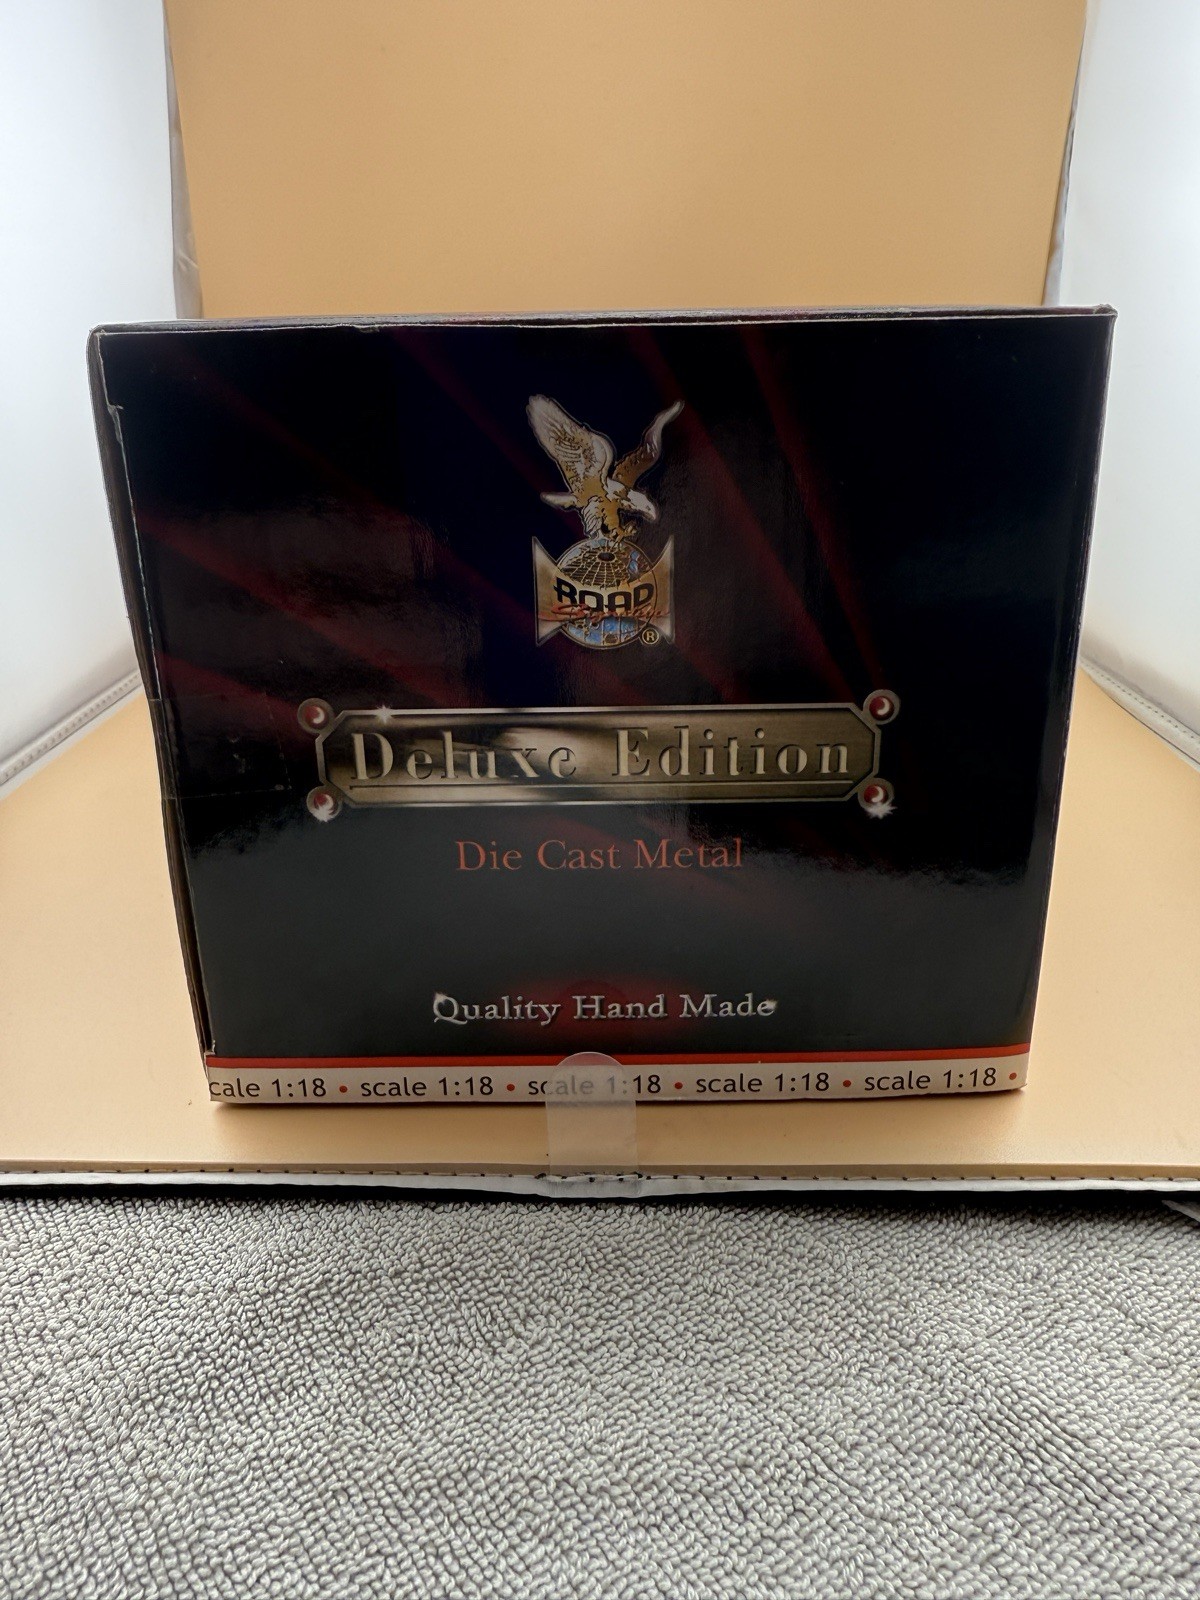 ROAD
Signature
®
Deluxe Edition
Die Cast Metal
Quality Hand Made
cale 1:18 • scale 1:18 • scale 1:18 • scale 1:18 • scale 1:18 •